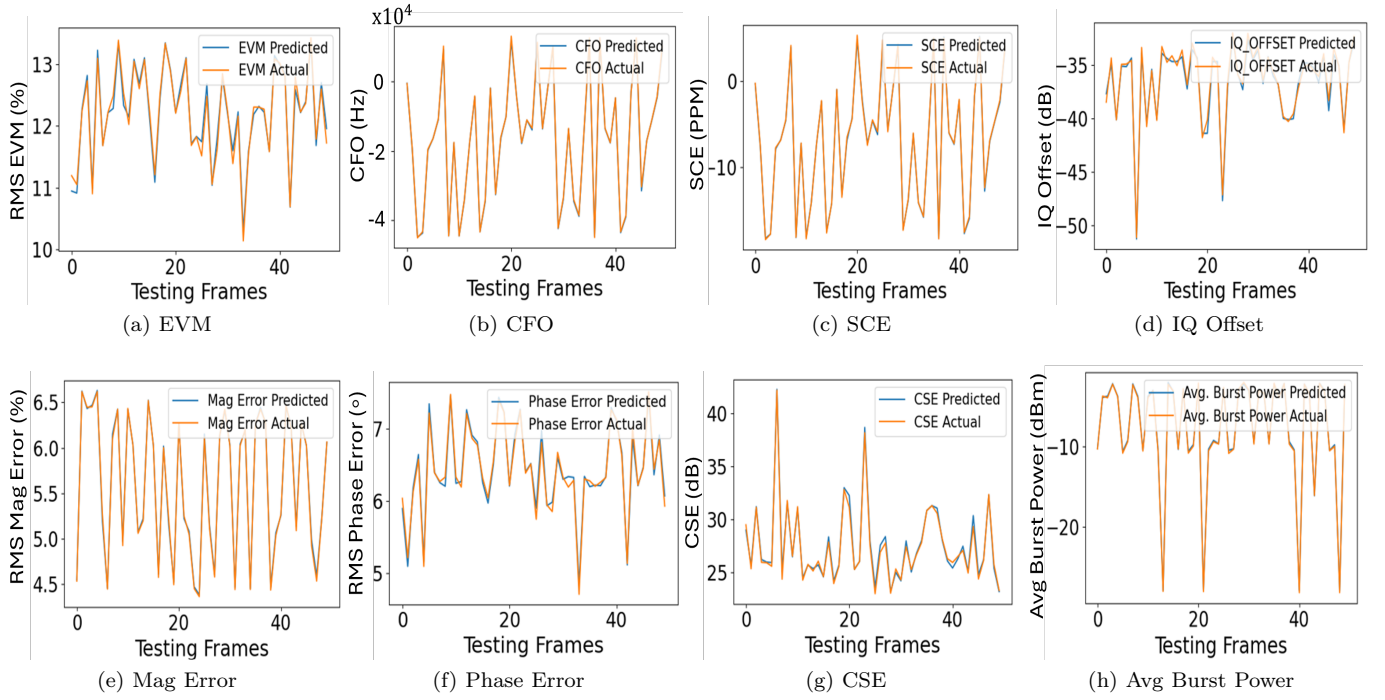 RMS EVM (%)
13
12
11
10
0
20
40
EVM Predicted
EVM Actual
Testing Frames
(a) EVM
x10⁴
CFO (Hz)
0
−2
−4
0
20
40
CFO Predicted
CFO Actual
Testing Frames
(b) CFO
SCE (PPM)
0
−10
0
20
40
SCE Predicted
SCE Actual
Testing Frames
(c) SCE
IQ Offset (dB)
−35
−40
−45
−50
0
20
40
IQ_OFFSET Predicted
IQ_OFFSET Actual
Testing Frames
(d) IQ Offset
RMS Mag Error (%)
6.5
6.0
5.5
5.0
4.5
0
20
40
Mag Error Predicted
Mag Error Actual
Testing Frames
(e) Mag Error
RMS Phase Error (○)
7
6
5
0
20
40
Phase Error Predicted
Phase Error Actual
Testing Frames
(f) Phase Error
CSE (dB)
40
35
30
25
0
20
40
CSE Predicted
CSE Actual
Testing Frames
(g) CSE
Avg Burst Power (dBm)
−10
−20
0
20
40
Avg. Burst Power Predicted
Avg. Burst Power Actual
Testing Frames
(h) Avg Burst Power